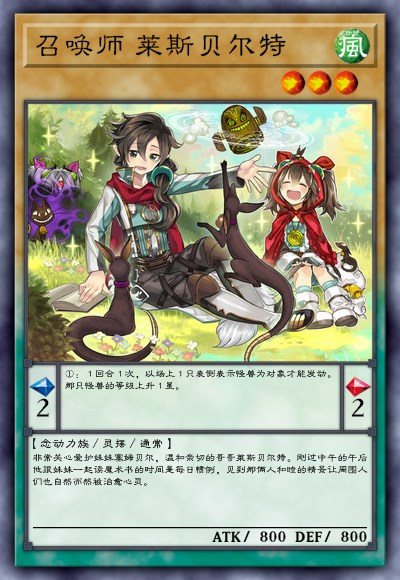 召唤师 莱斯贝尔特
風
①：1回合1次，以场上1只表侧表示怪兽为对象才能发动。
那只怪兽的等级上升1星。
2
2
【念动力族／灵摆／通常】
非常关心爱护妹妹塞姆贝尔，温和亲切的哥哥莱斯贝尔特。刚过中午的午后
他跟妹妹一起读魔术书的时间是每日惯例，见到那俩人和睦的精景让周围人
们也自然而然被治愈心灵。
ATK/ 800 DEF/ 800